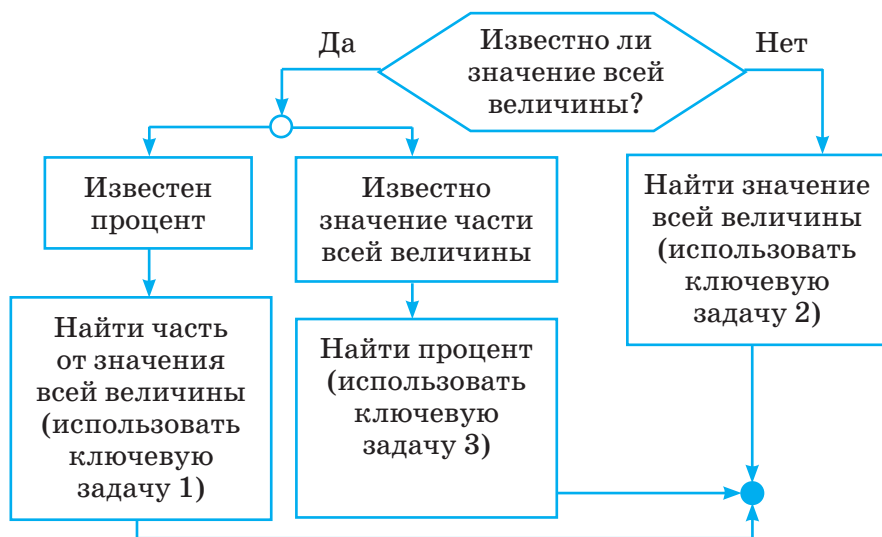 Да
Известно ли
значение всей
величины?
Нет
Известен
процент
Известно
значение части
всей величины
Найти значение
всей величины
(использовать
ключевую
задачу 2)
Найти часть
от значения
всей величины
(использовать
ключевую
задачу 1)
Найти процент
(использовать
ключевую
задачу 3)